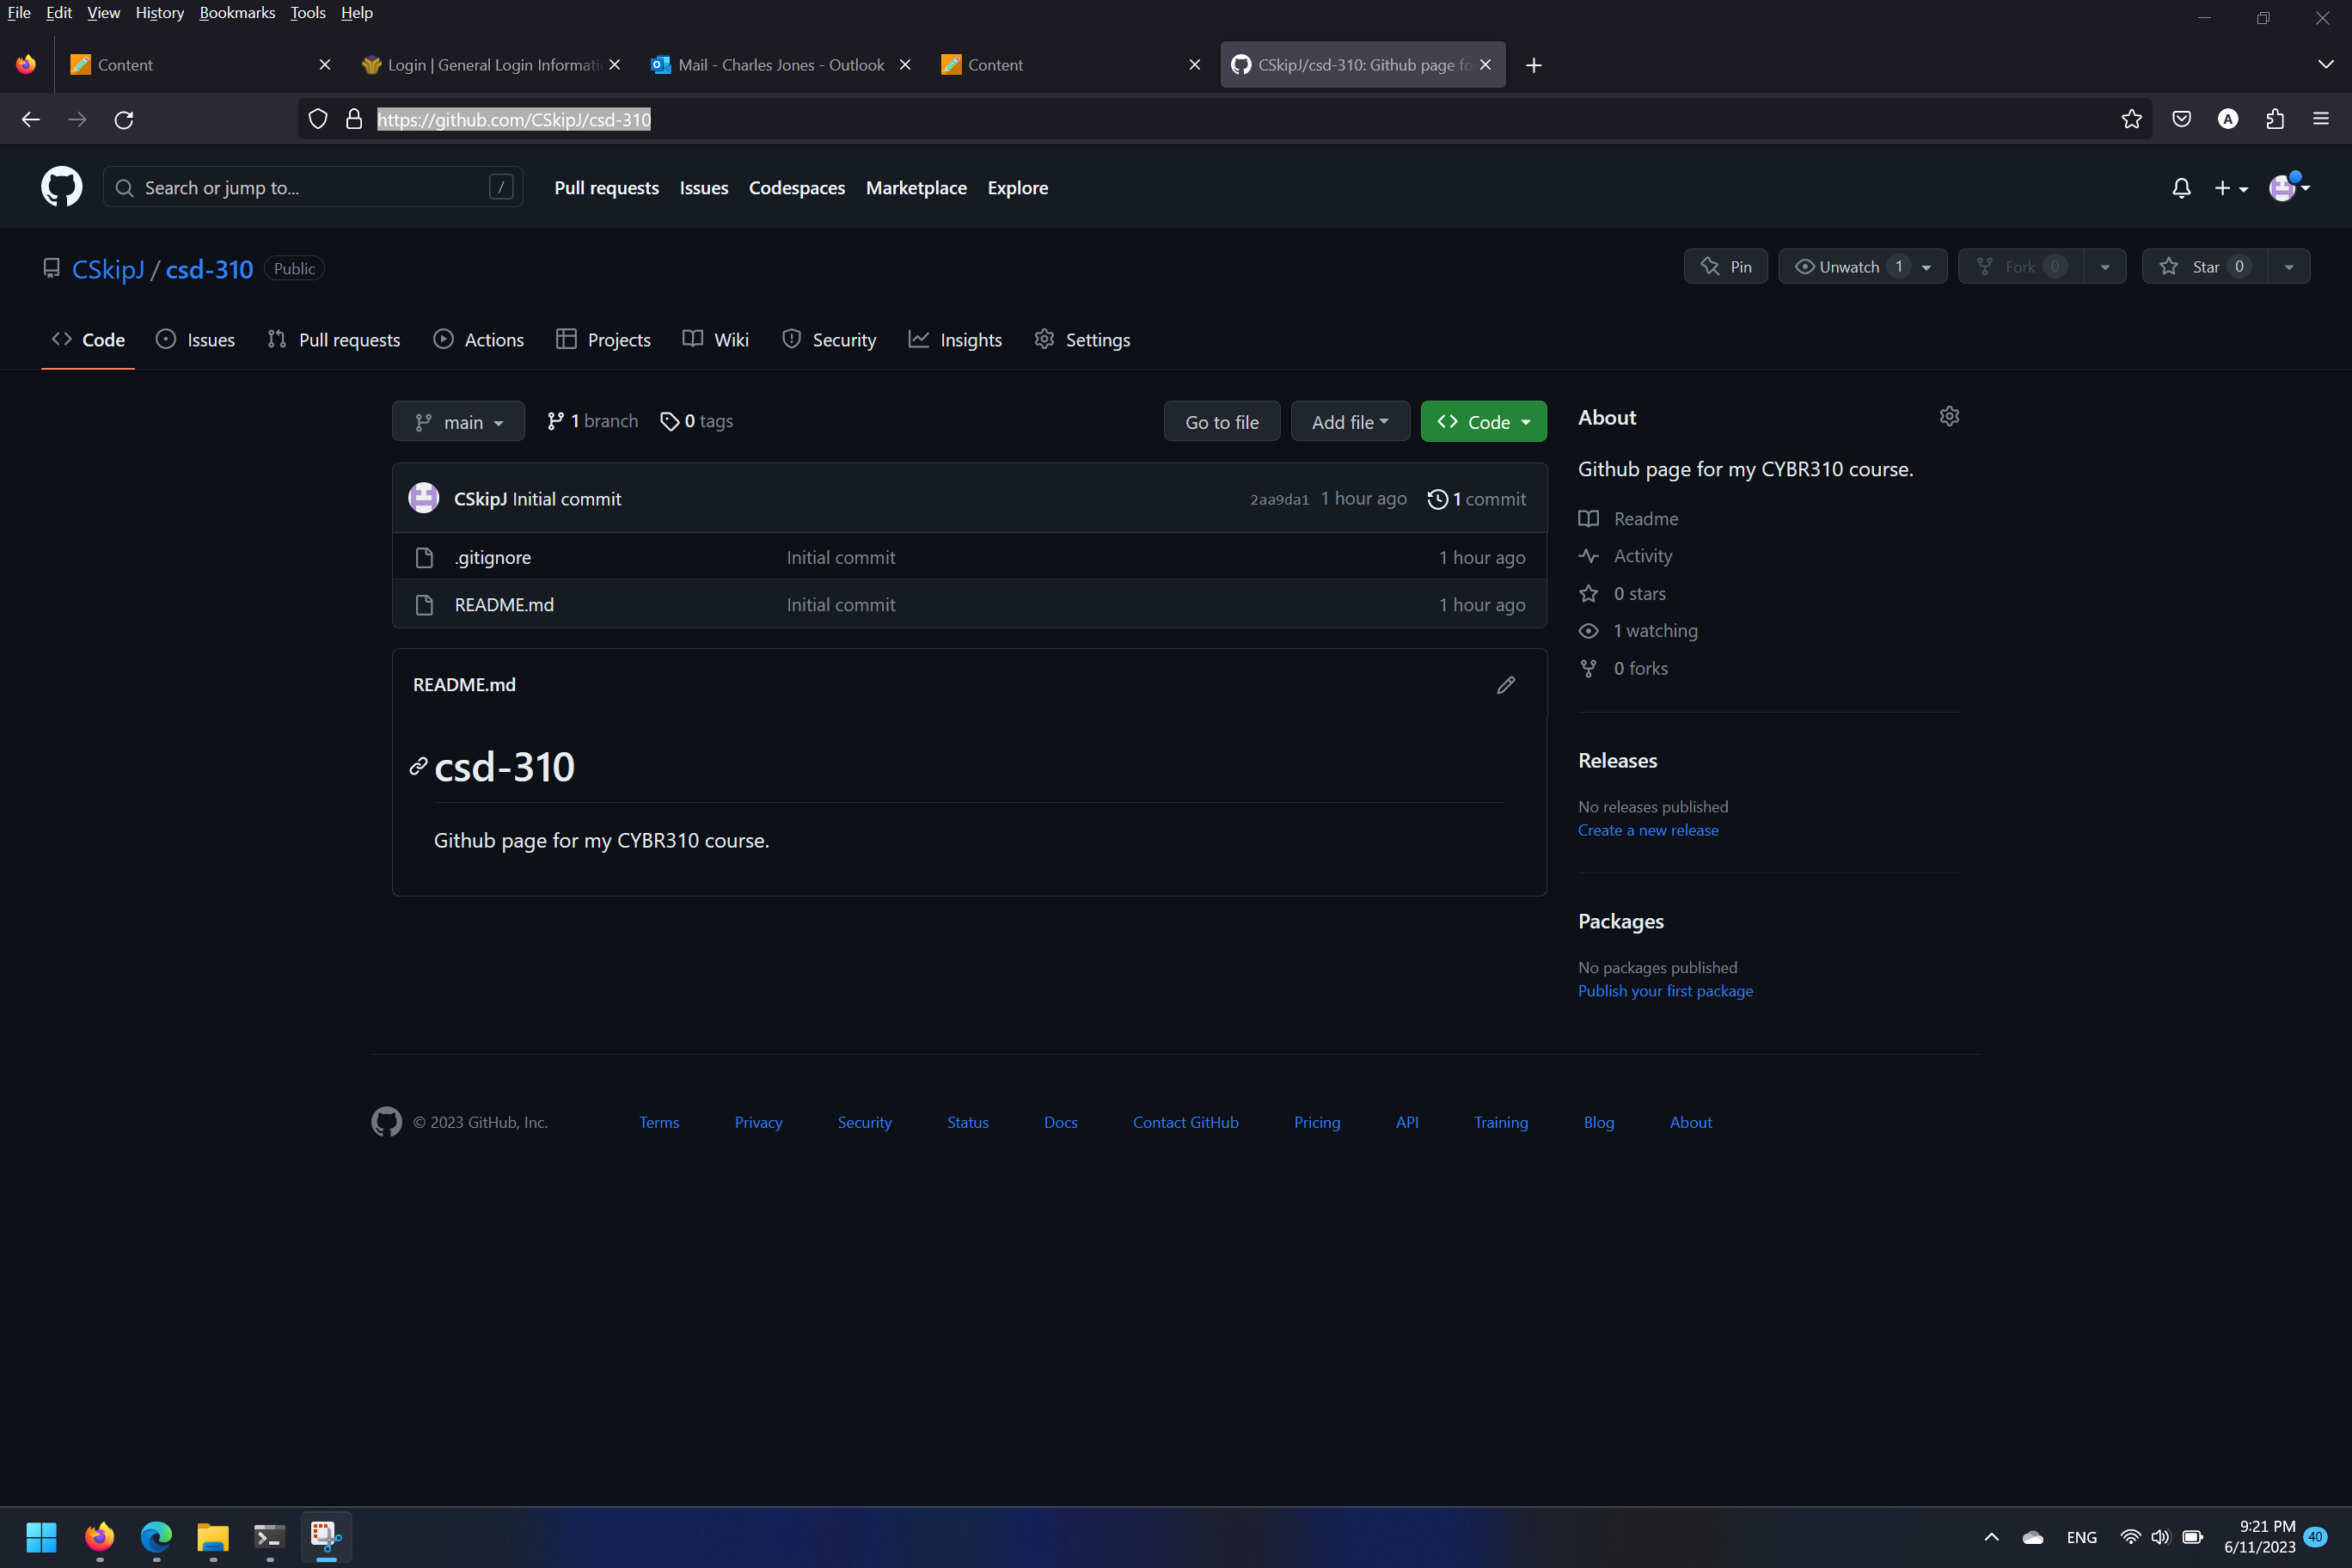 File Edit View History Bookmarks Tools Help
Content
Login | General Login Informati
Mail - Charles Jones - Outlook
Content
CSkipJ/csd-310: Github page fo
https://github.com/CSkipJ/csd-310
A
Search or jump to... /
Pull requests Issues Codespaces Marketplace Explore
CSkipJ / csd-310 Public
Pin Unwatch 1 Fork 0 Star 0
Code Issues Pull requests Actions Projects Wiki Security Insights Settings
main 1 branch 0 tags Go to file Add file Code
CSkipJ Initial commit 2aa9da1 1 hour ago 1 commit
.gitignore Initial commit 1 hour ago
README.md Initial commit 1 hour ago
README.md
csd-310
Github page for my CYBR310 course.
About
Github page for my CYBR310 course.
Readme
Activity
0 stars
1 watching
0 forks
Releases
No releases published
Create a new release
Packages
No packages published
Publish your first package
© 2023 GitHub, Inc. Terms Privacy Security Status Docs Contact GitHub Pricing API Training Blog About
ENG
9:21 PM
6/11/2023
40